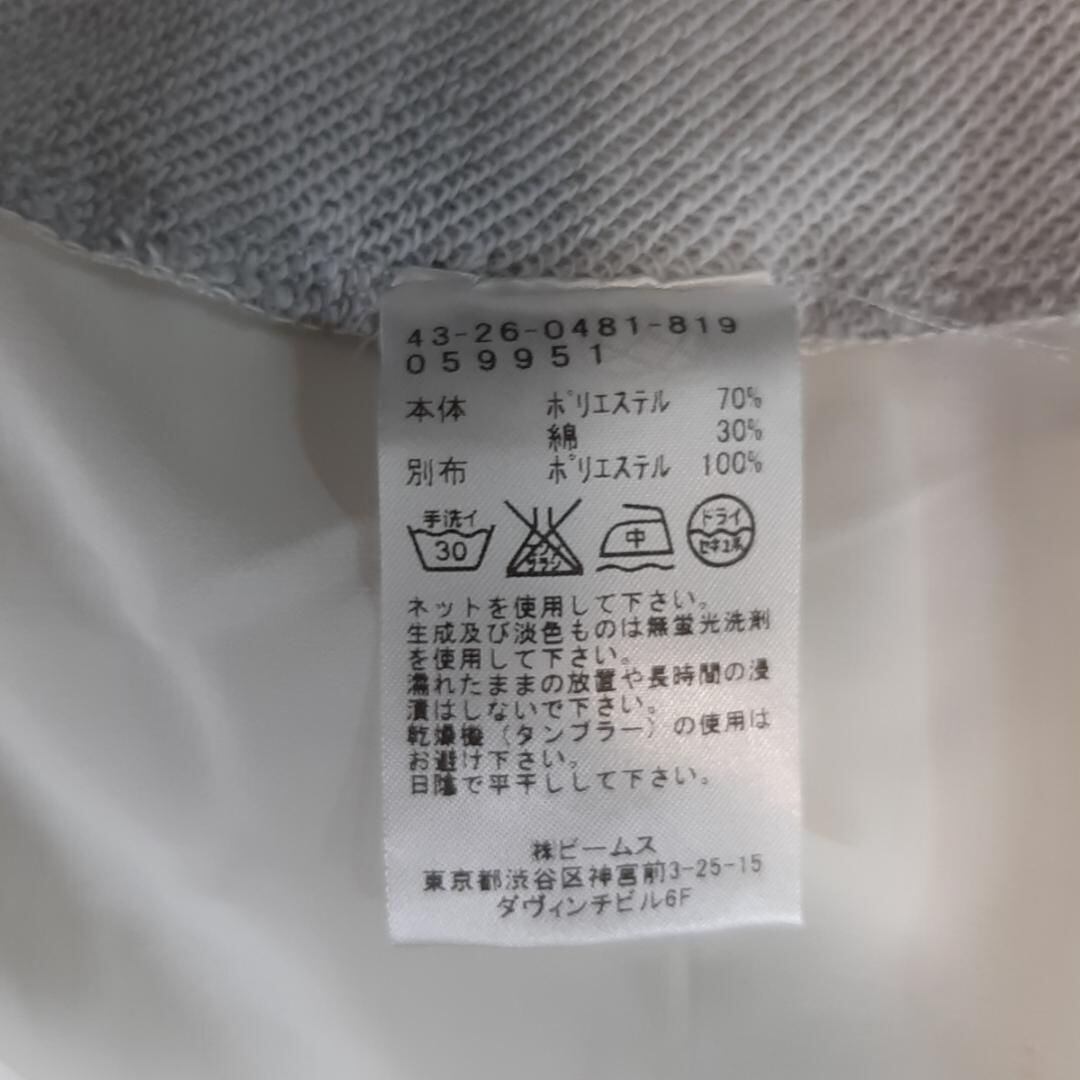 43-26-0481-819
059951
本体 ポリエステル 70%
綿 30%
別布 ポリエステル 100%
手洗イ 30 エンソサラシ 中 ドライ セキユ系
ネットを使用して下さい。
生成及び淡色ものは無蛍光洗剤
を使用して下さい。
濡れたままの放置や長時間の浸
漬はしないで下さい。
乾燥機(タンブラー)の使用は
お避け下さい。
日陰で平干しして下さい。
㈱ビームス
東京都渋谷区神宮前3-25-15
ダヴィンチビル6F